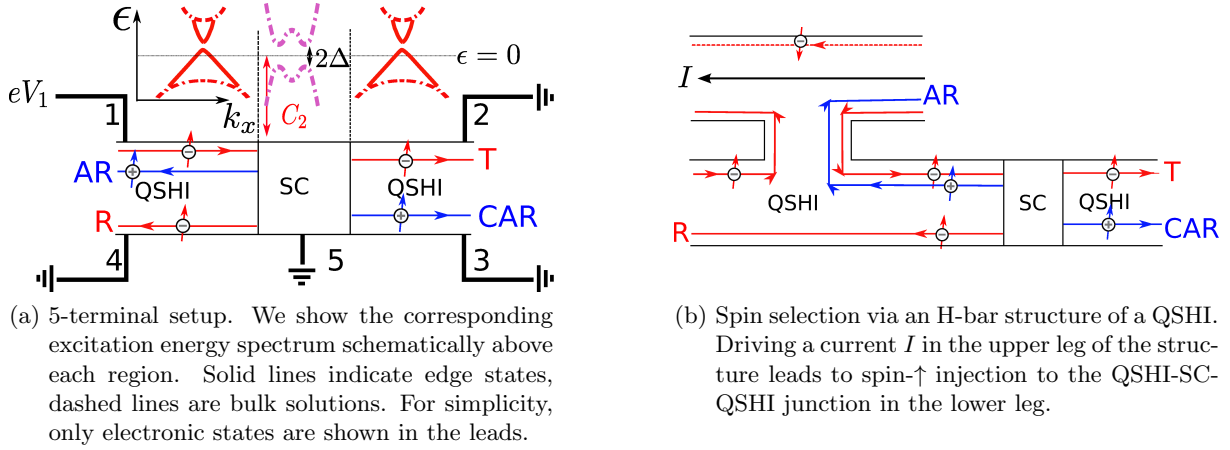 ϵ
2Δ
ϵ = 0
eV₁
1
kₓ
C₂
2
AR
QSHI
SC
QSHI
T
R
CAR
4
5
3
(a) 5-terminal setup. We show the corresponding
excitation energy spectrum schematically above
each region. Solid lines indicate edge states,
dashed lines are bulk solutions. For simplicity,
only electronic states are shown in the leads.
I
AR
QSHI
SC
QSHI
T
R
CAR
(b) Spin selection via an H-bar structure of a QSHI.
Driving a current I in the upper leg of the struc-
ture leads to spin-↑ injection to the QSHI-SC-
QSHI junction in the lower leg.